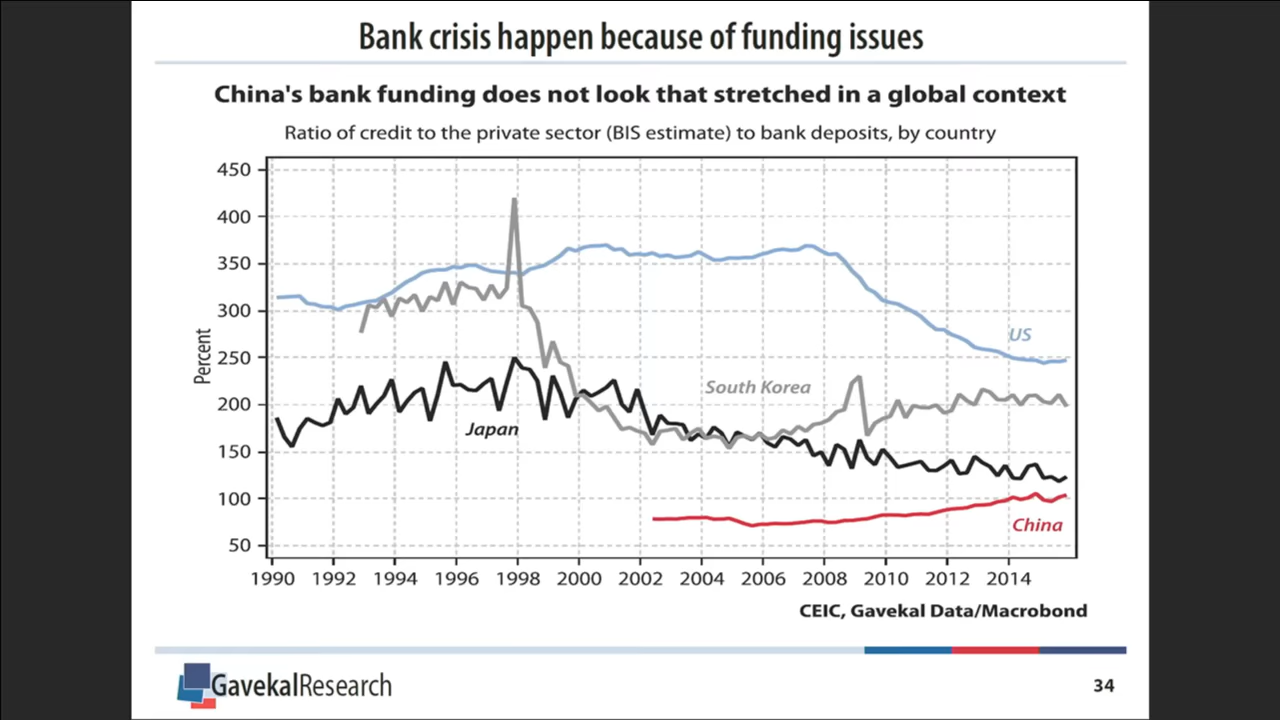 Bank crisis happen because of funding issues
China's bank funding does not look that stretched in a global context
Ratio of credit to the private sector (BIS estimate) to bank deposits, by country
Percent
450
400
350
300
250
200
150
100
50
US
South Korea
Japan
China
1990 1992 1994 1996 1998 2000 2002 2004 2006 2008 2010 2012 2014
CEIC, Gavekal Data/Macrobond
GavekalResearch
34